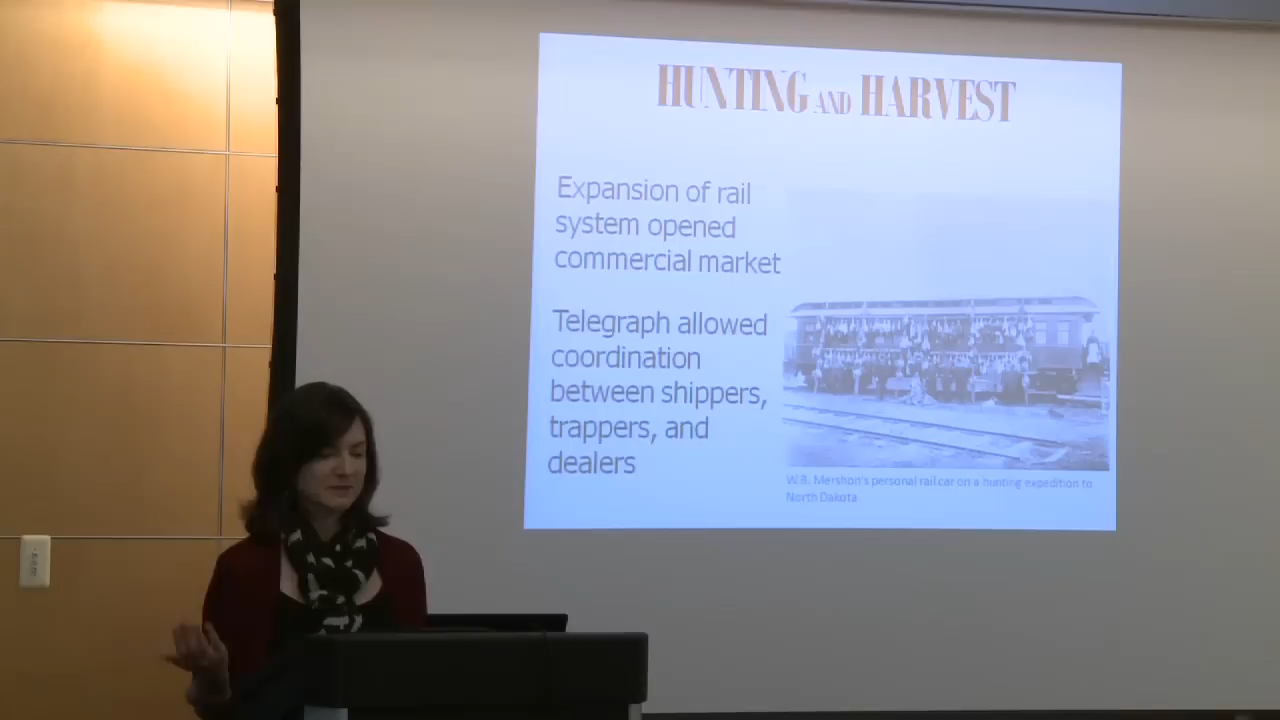 HUNTING AND HARVEST
Expansion of rail
system opened
commercial market
Telegraph allowed
coordination
between shippers,
trappers, and
dealers
W.B. Mershon's personal rail car on a hunting expedition to
North Dakota